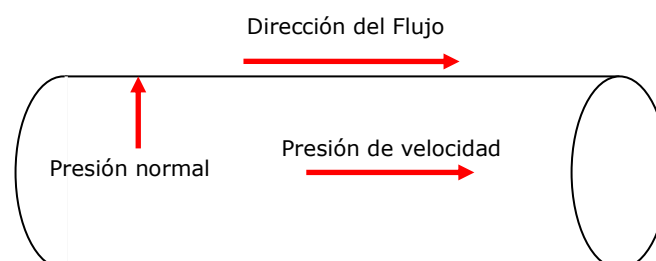 Dirección del Flujo
Presión de velocidad
Presión normal